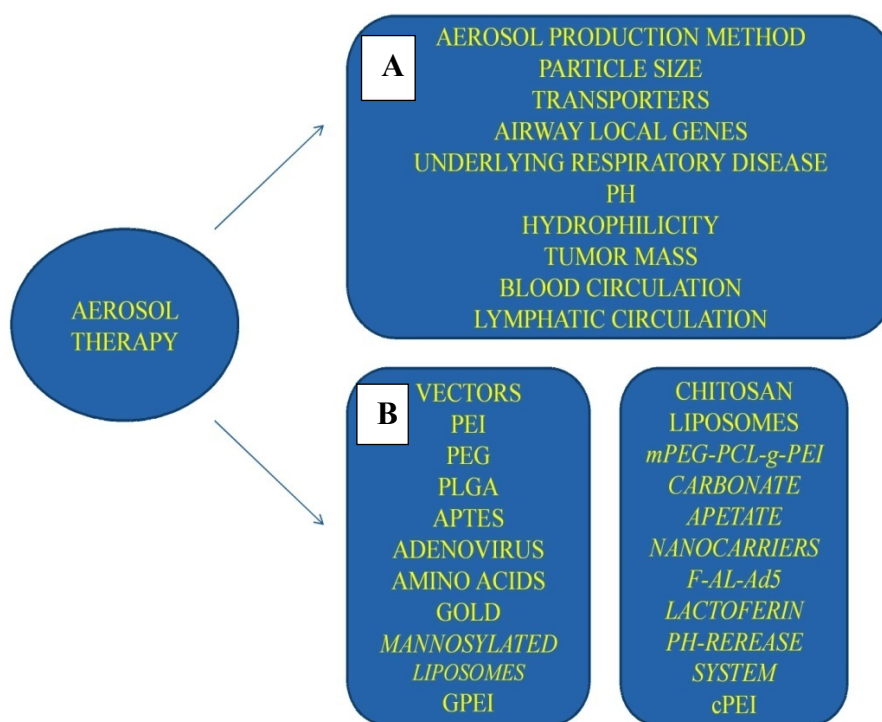 AEROSOL
THERAPY
A
AEROSOL PRODUCTION METHOD
PARTICLE SIZE
TRANSPORTERS
AIRWAY LOCAL GENES
UNDERLYING RESPIRATORY DISEASE
PH
HYDROPHILICITY
TUMOR MASS
BLOOD CIRCULATION
LYMPHATIC CIRCULATION
B
VECTORS
PEI
PEG
PLGA
APTES
ADENOVIRUS
AMINO ACIDS
GOLD
MANNOSYLATED
LIPOSOMES
GPEI
CHITOSAN
LIPOSOMES
mPEG-PCL-g-PEI
CARBONATE
APETATE
NANOCARRIERS
F-AL-Ad5
LACTOFERIN
PH-REREASE
SYSTEM
cPEI